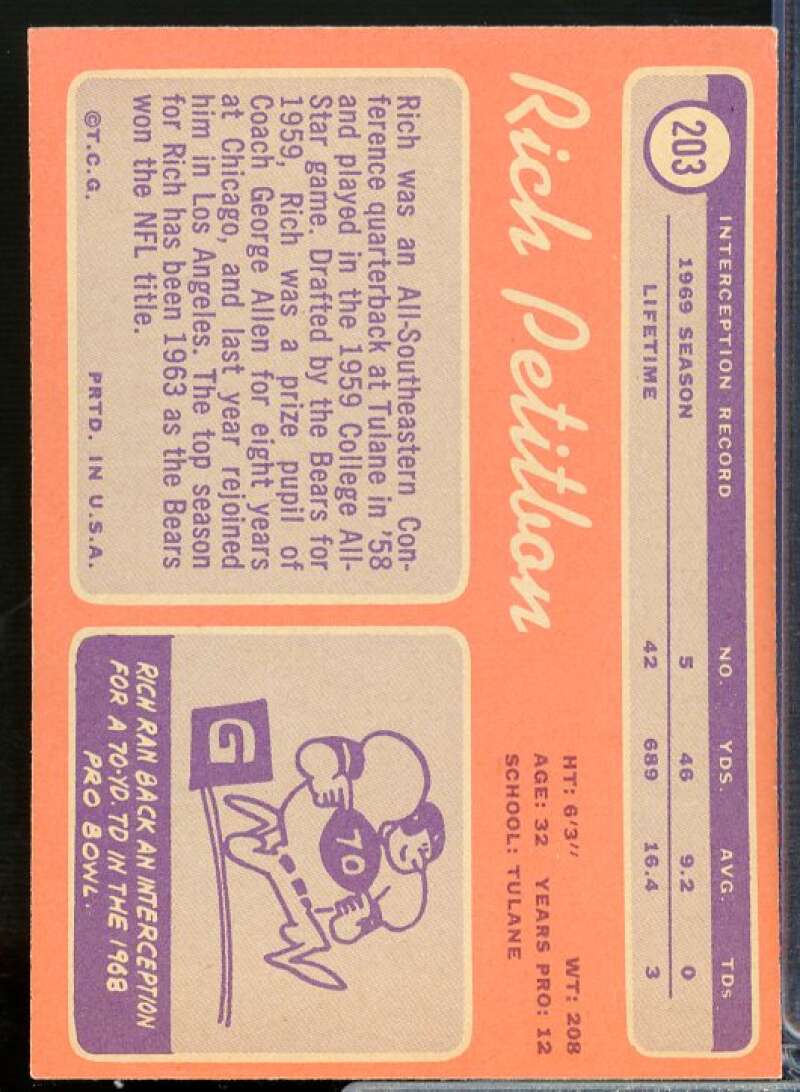 203
INTERCEPTION RECORD NO. YDS. AVG. TDs.
1969 SEASON 5 46 9.2 0
LIFETIME 42 689 16.4 3
Rich Petitbon
HT: 6'3" WT: 208
AGE: 32 YEARS PRO: 12
SCHOOL: TULANE
Rich was an All-Southeastern Con-
ference quarterback at Tulane in '58
and played in the 1959 College All-
Star game. Drafted by the Bears for
1959, Rich was a prize pupil of
Coach George Allen for eight years
at Chicago, and last year rejoined
him in Los Angeles. The top season
for Rich has been 1963 as the Bears
won the NFL title.
©T.C.G. PRTD. IN U.S.A.
G
70
RICH RAN BACK AN INTERCEPTION
FOR A 70-YD. TD IN THE 1968
PRO BOWL.